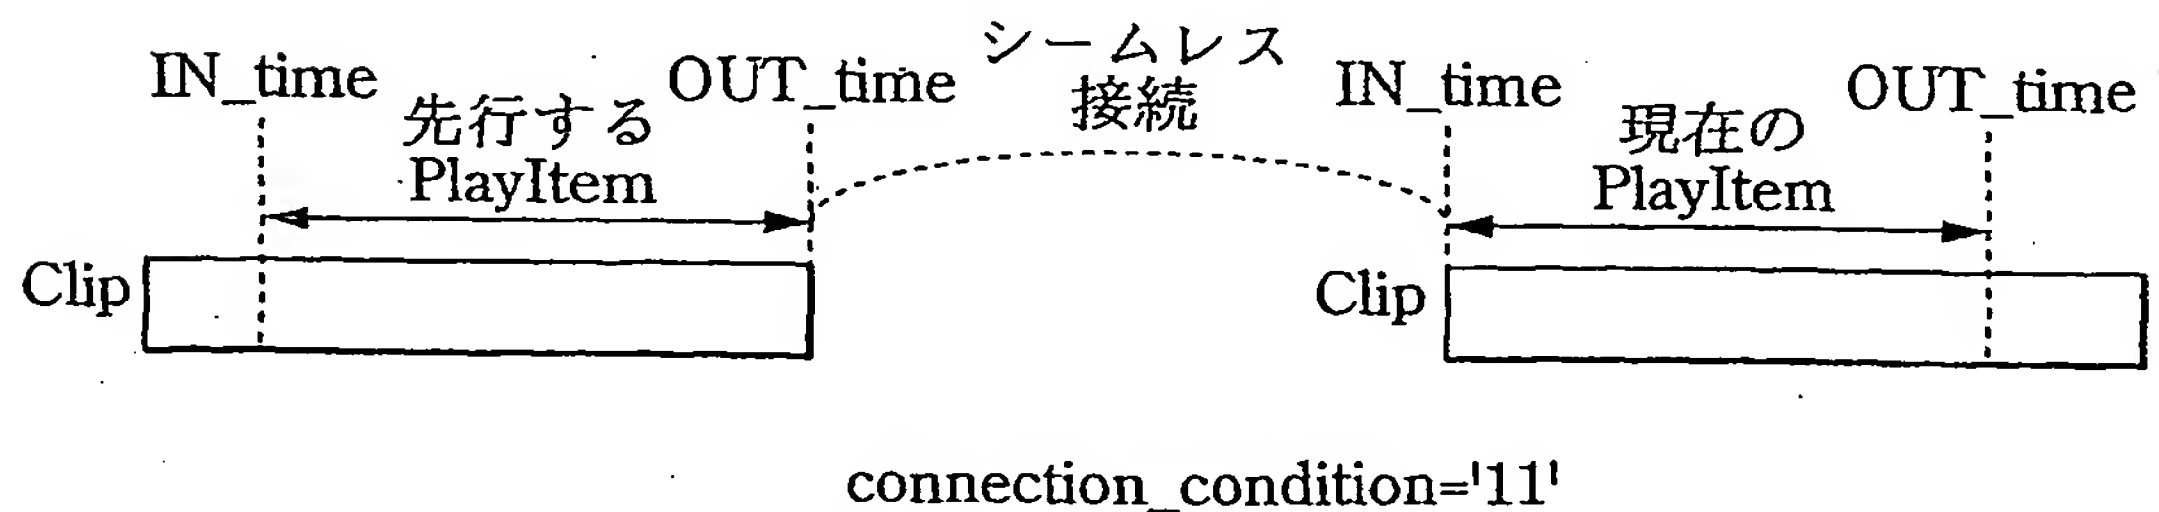 IN_time
先行する
PlayItem
OUT_time
シームレス
接続
IN_time
現在の
PlayItem
OUT_time
Clip
Clip
connection_condition='11'